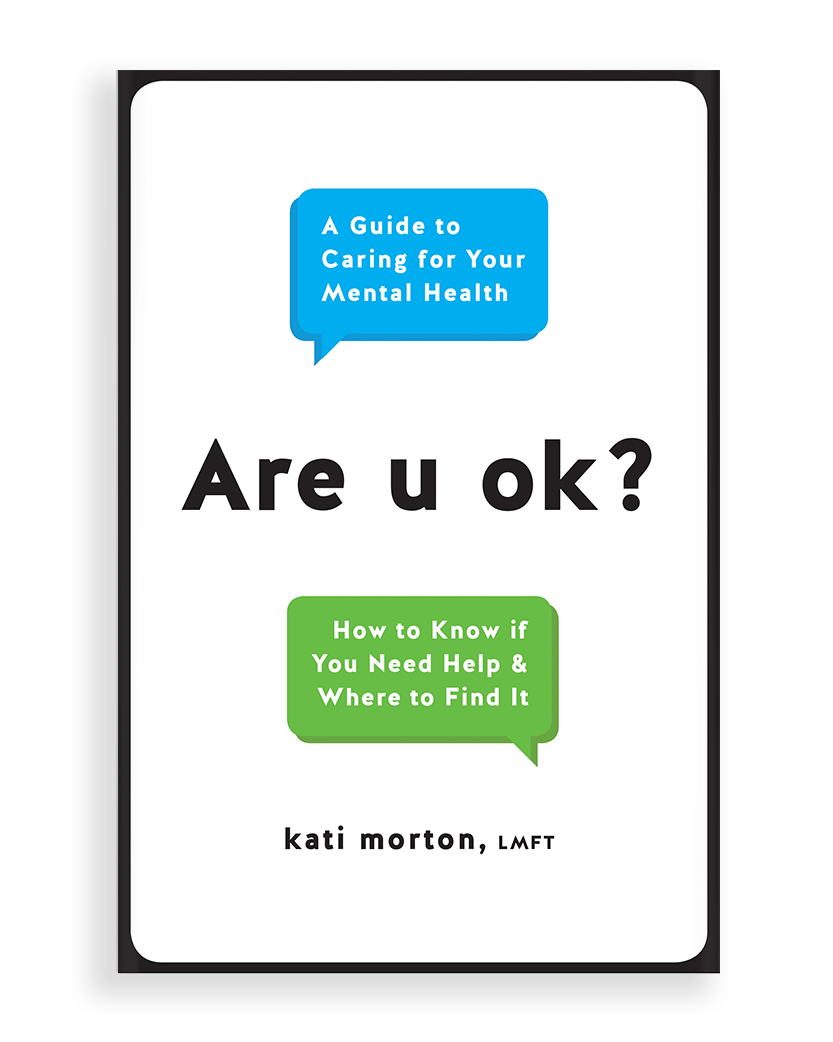 A Guide to
Caring for Your
Mental Health
Are u ok?
How to Know if
You Need Help &
Where to Find It
kati morton, LMFT